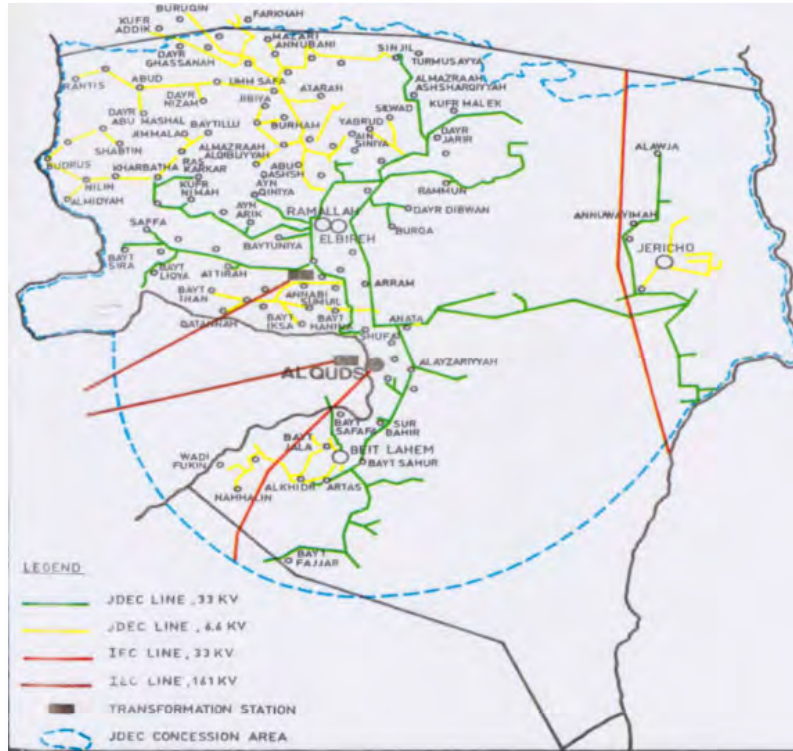 BURUQIN
KUFR
ADDIK
FARKHAH
MAZARI
ANNUBANI
DAYR
GHASSANAH
SINJIL
TURMUSAYYA
RANTIS
ABUD
UMM SAFA
ATARAH
ALMAZRAAH
ASHSHARQIYYAH
DAYR
NIZAM
JIBIYA
SILWAD
KUFR MALEK
DAYR
ABU MASHAL
BAYTILLU
JIMMALA
BURHAM
YABRUD
AIN
SINIYA
DAYR
JARIR
SHABTIN
ALMAZRAAH
ALQIBLIYYAH
ABU
QASHSH
ALAWJA
BUDRUS
KHARBATHA
RAS
KARKAR
NILIN
KUFR
NIMAH
AYN
QINIYA
RAMMUN
ALMIDYAH
AYN
ARIK
RAMALLAH
DAYR DIBWAN
ANNUWAYIMAH
SAFFA
ELBIREH
BURQA
BAYTUNIYA
JERICHO
BAYT
SIRA
BAYT
LIQYA
ATTIRAH
BAYT
INAN
ANNABI
SUMUIL
ARRAM
QATANNAH
BAYT
IKSA
BAYT
HANINA
ANATA
SHUFA
ALQUDS
ALAYZARIYYAH
BAYT
SAFAFA
SUR
BAHIR
BAYT
JALA
WADI
FUKIN
BEIT LAHEM
BAYT SAHUR
NAHHALIN
ALKHIDR
ARTAS
BAYT
FAJJAR
LEGEND
JDEC LINE, 33 KV
JDEC LINE, 6.6 KV
IEC LINE, 33 KV
IEC LINE, 161 KV
TRANSFORMATION STATION
JDEC CONCESSION AREA